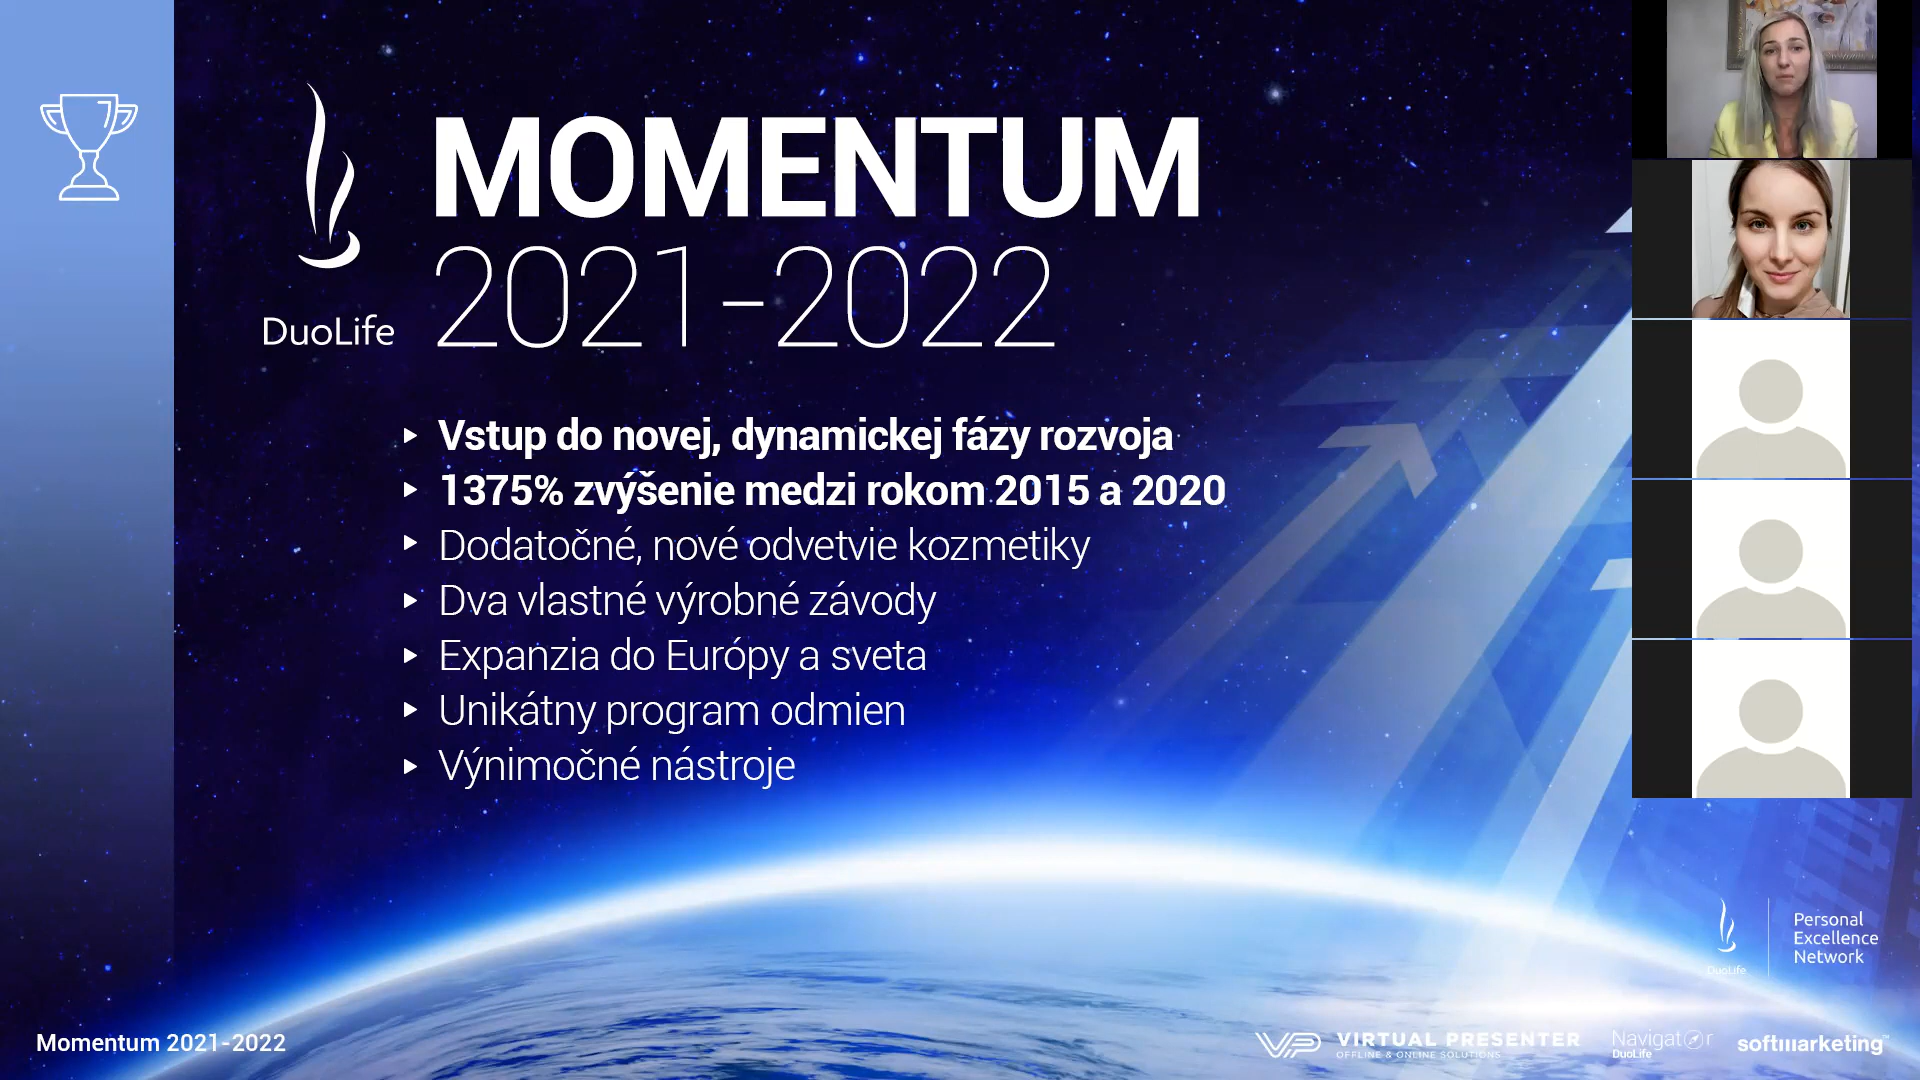 MOMENTUM
2021-2022
DuoLife
Vstup do novej, dynamickej fázy rozvoja
1375% zvýšenie medzi rokom 2015 a 2020
Dodatočné, nové odvetvie kozmetiky
Dva vlastné výrobné závody
Expanzia do Európy a sveta
Unikátny program odmien
Výnimočné nástroje
DuoLife
Personal
Excellence
Network
Momentum 2021-2022
VP VIRTUAL PRESENTER
OFFLINE & ONLINE SOLUTIONS
Navigator
DuoLife
softmarketing™